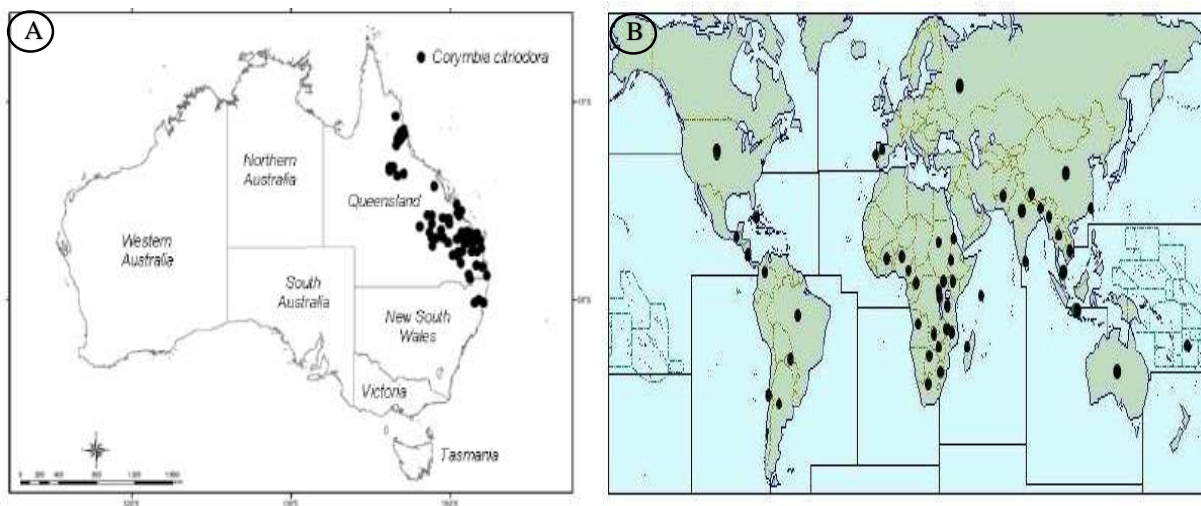 A
Corymbia citriodora
Northern
Australia
Queensland
Western
Australia
South
Australia
New South
Wales
Victoria
Tasmania
B